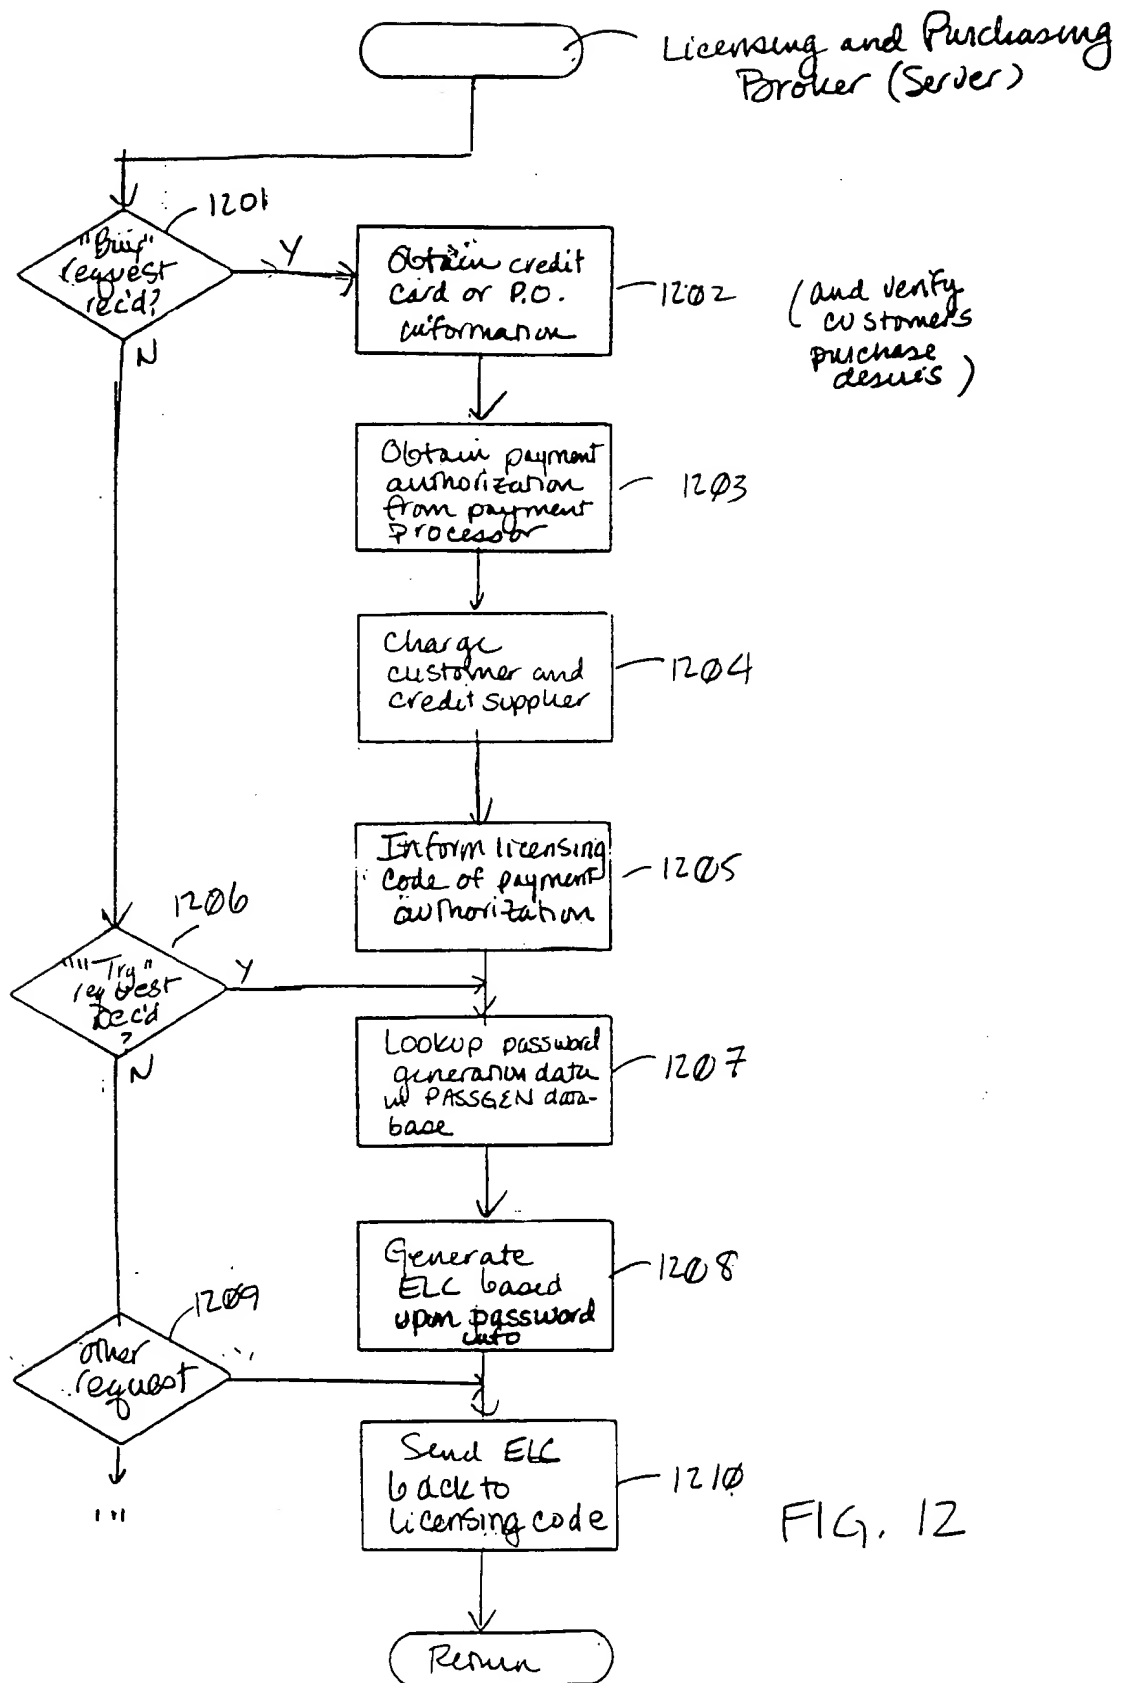 Licensing and Purchasing
Broker (Server)
1201
"Buy"
request
rec'd?
Y
N
Obtain credit
card or P.O.
information
1202
(and verify
customers
purchase
desires)
Obtain payment
authorization
from payment
processor
1203
Charge
customer and
credit supplier
1204
Inform licensing
code of payment
authorization
1205
1206
"Try"
request
rec'd
?
Y
N
Lookup password
generation data
in PASSGEN data-
base
1207
Generate
ELC based
upon password
info
1208
1209
other
request
Send ELC
back to
licensing code
1210
FIG. 12
Return